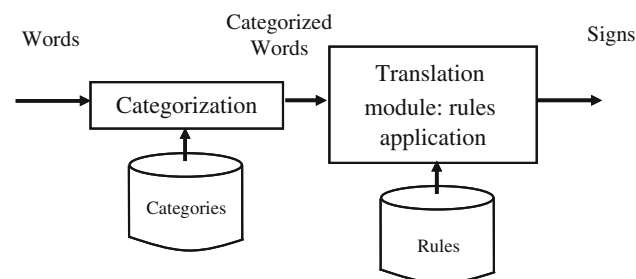 Words
Categorized
Words
Signs
Categorization
Translation
module: rules
application
Categories
Rules